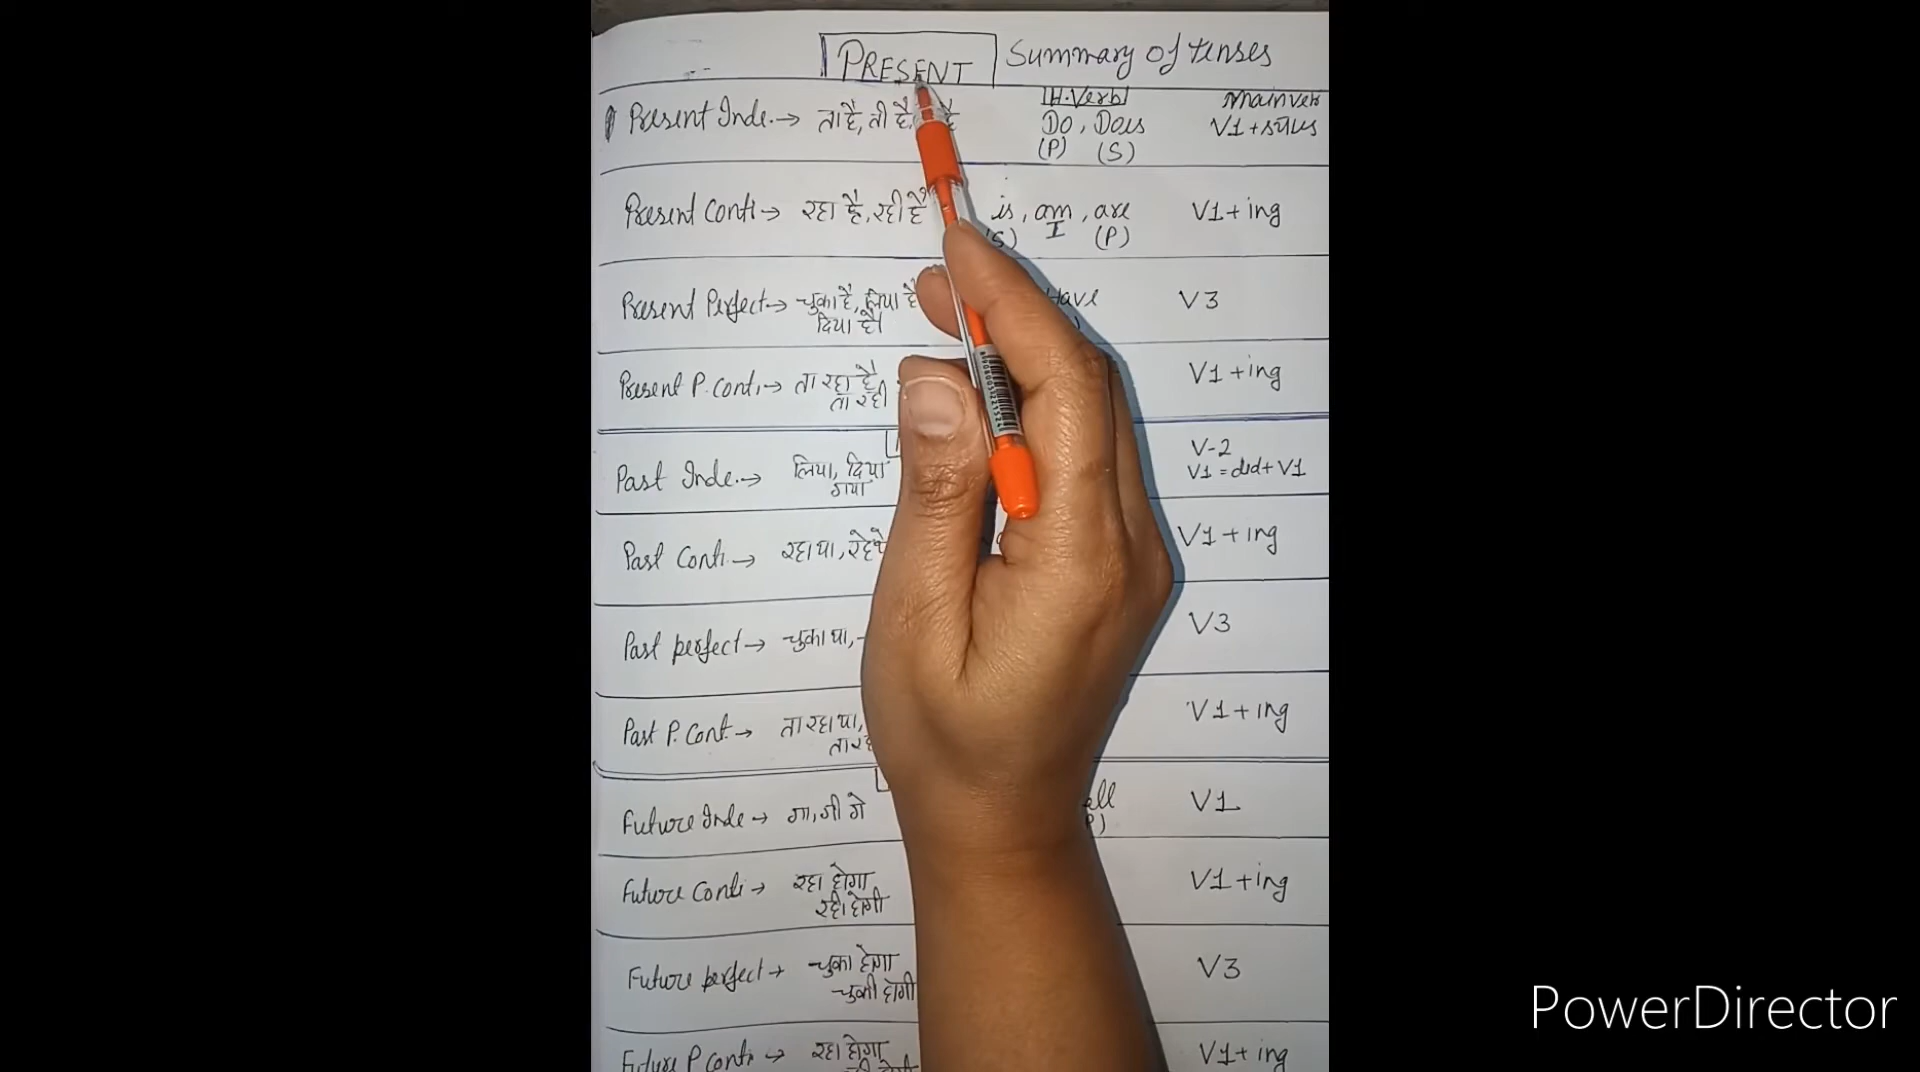 PRESENT Summary of tenses
H.Verb Main verb
Present Inde. → ता है, ती है, है Do, Does V1+
(P) (S)
Present Conti → रहा है, रही है is, am, are V1+ing
(S) I (P)
Present Perfect → चुका है, लिया है Have V3
दिया है।
Present P. Conti → ता रहा है V1+ing
ता रही
V-2
Past Inde. → लिया, दिया V1=did+V1
गया
Past Conti. → रहा था, रहे थे V1+ing
Past perfect → चुका था, V3
Past P. Cont. → ता रहा था, V1+ing
Future Inde → गा, गी गे V1
Future Conti → रहा होगा V1+ing
रही होगी
Future perfect → चुका होगा V3
चुकी होगी
Future P Conti → रहा होगा V1+ing
PowerDirector